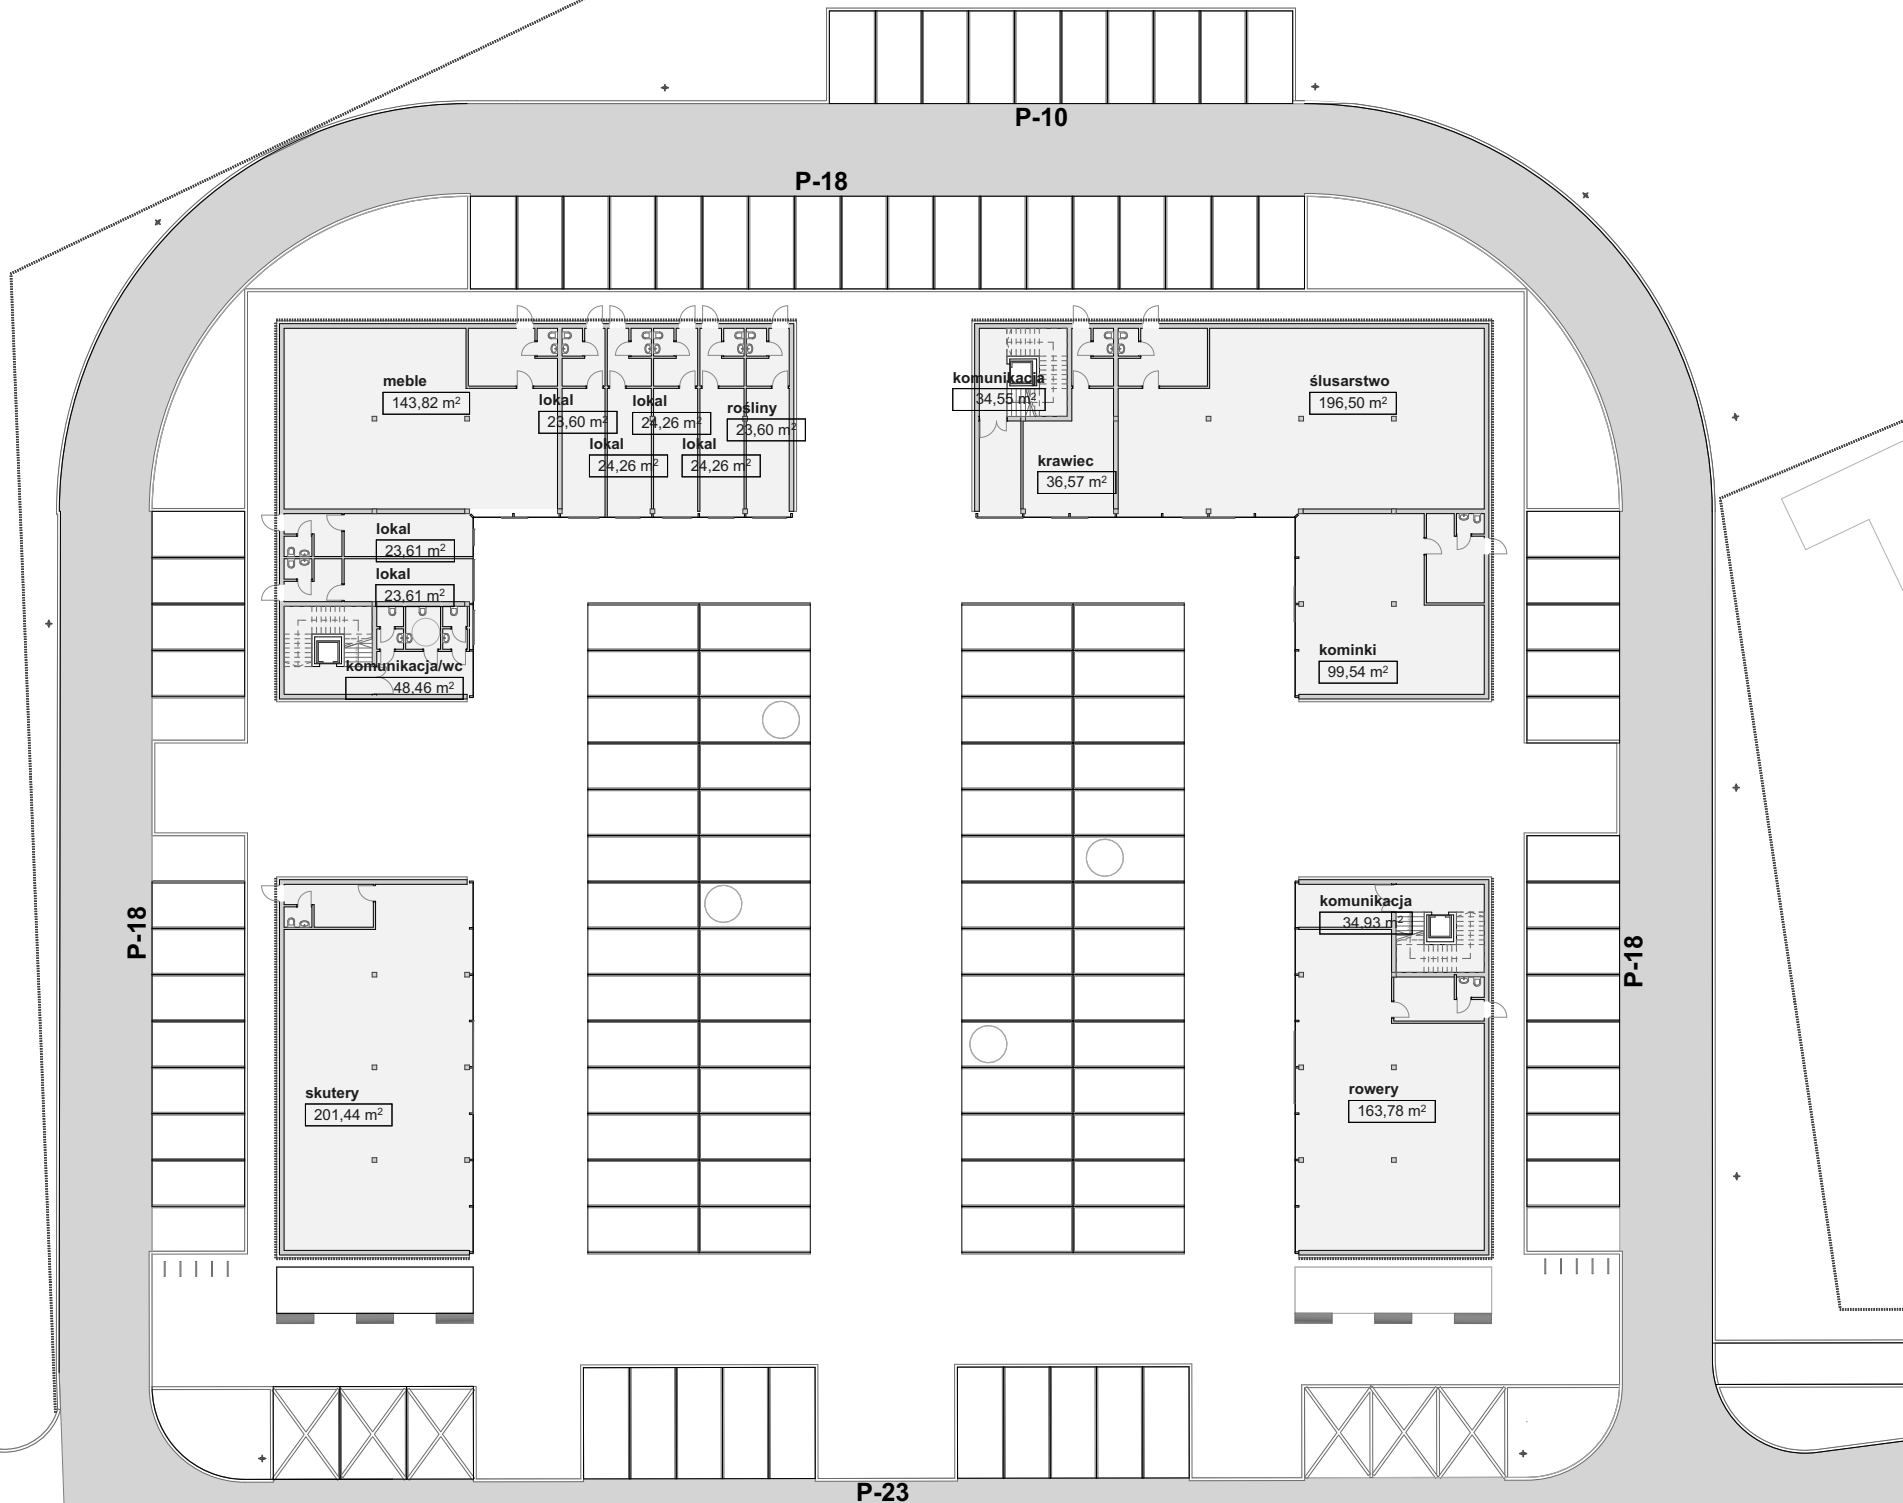 P-10
P-18
meble
143,82 m²
lokal
23,60 m²
lokal
24,26 m²
lokal
24,26 m²
lokal
24,26 m²
rośliny
23,60 m²
komunikacja
34,55 m²
krawiec
36,57 m²
ślusarstwo
196,50 m²
lokal
23,61 m²
lokal
23,61 m²
komunikacja/wc
48,46 m²
kominki
99,54 m²
P-18
komunikacja
34,93 m²
P-18
skutery
201,44 m²
rowery
163,78 m²
P-23